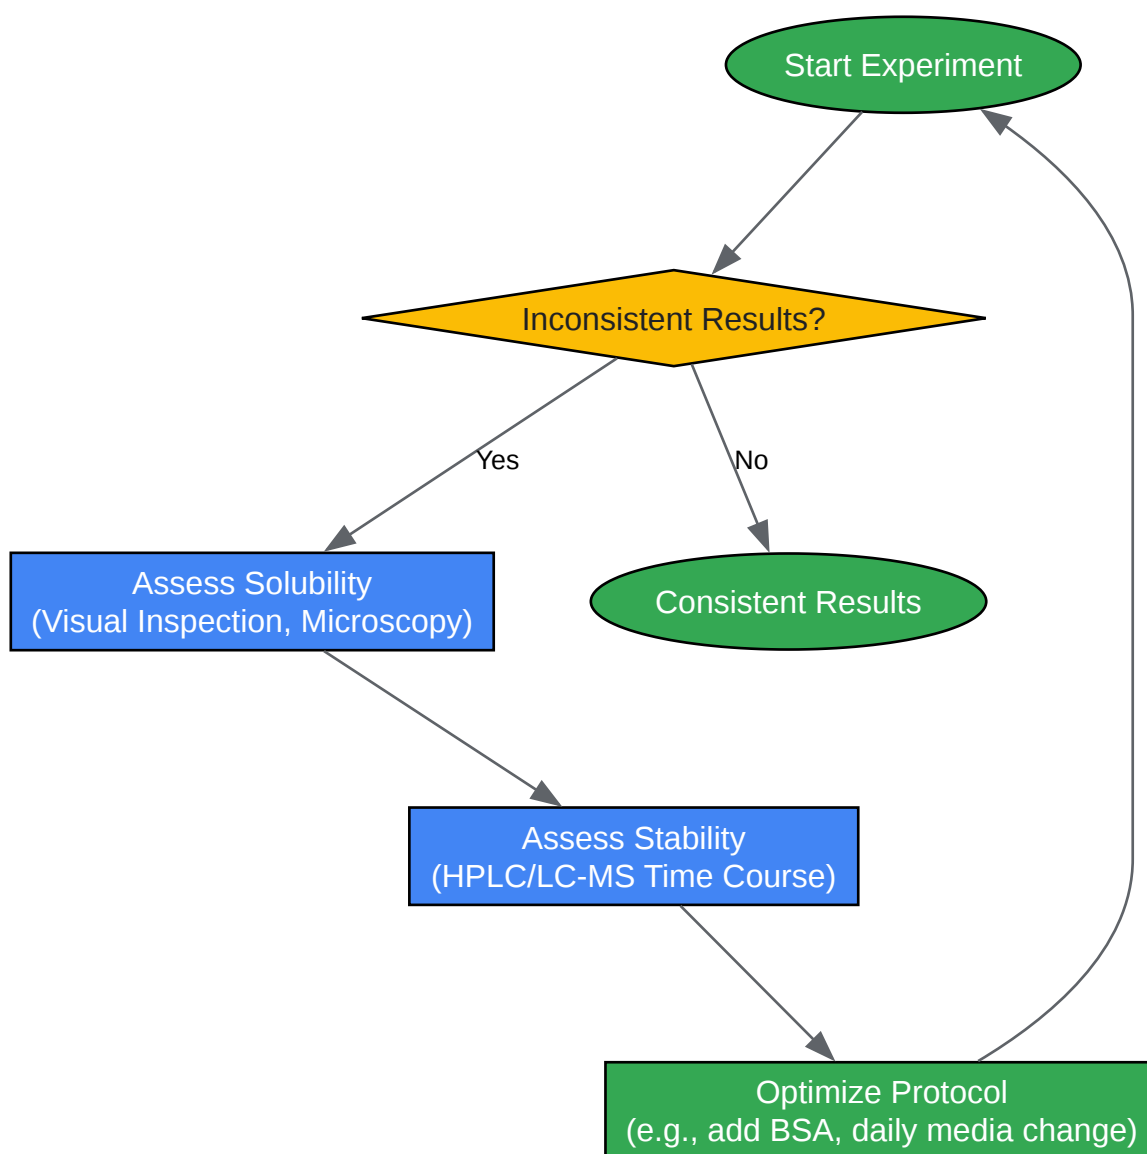 Start Experiment
Inconsistent Results?
Yes
No
Assess Solubility
(Visual Inspection, Microscopy)
Consistent Results
Assess Stability
(HPLC/LC-MS Time Course)
Optimize Protocol
(e.g., add BSA, daily media change)